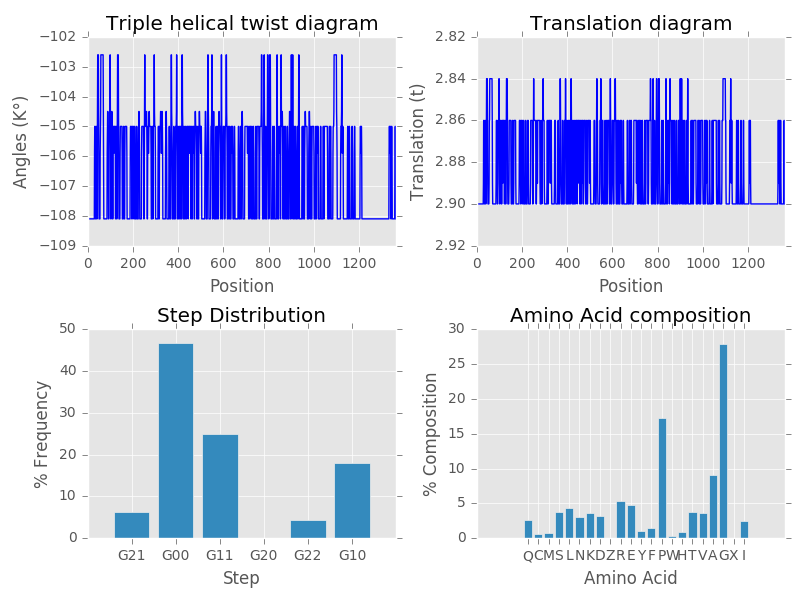 Triple helical twist diagram
Angles (K°)
−102
−103
−104
−105
−106
−107
−108
−109
0 200 400 600 800 1000 1200
Position
Translation diagram
Translation (t)
2.82
2.84
2.86
2.88
2.90
2.92
0 200 400 600 800 1000 1200
Position
Step Distribution
% Frequency
50
40
30
20
10
0
G21 G00 G11 G20 G22 G10
Step
Amino Acid composition
% Composition
30
25
20
15
10
5
0
Q C M S L N K D Z R E Y F P W H T V A G X I
Amino Acid